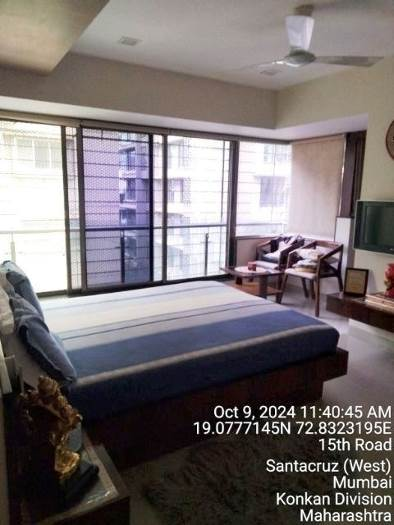 Oct 9, 2024 11:40:45 AM
19.0777145N 72.8323195E
15th Road
Santacruz (West)
Mumbai
Konkan Division
Maharashtra